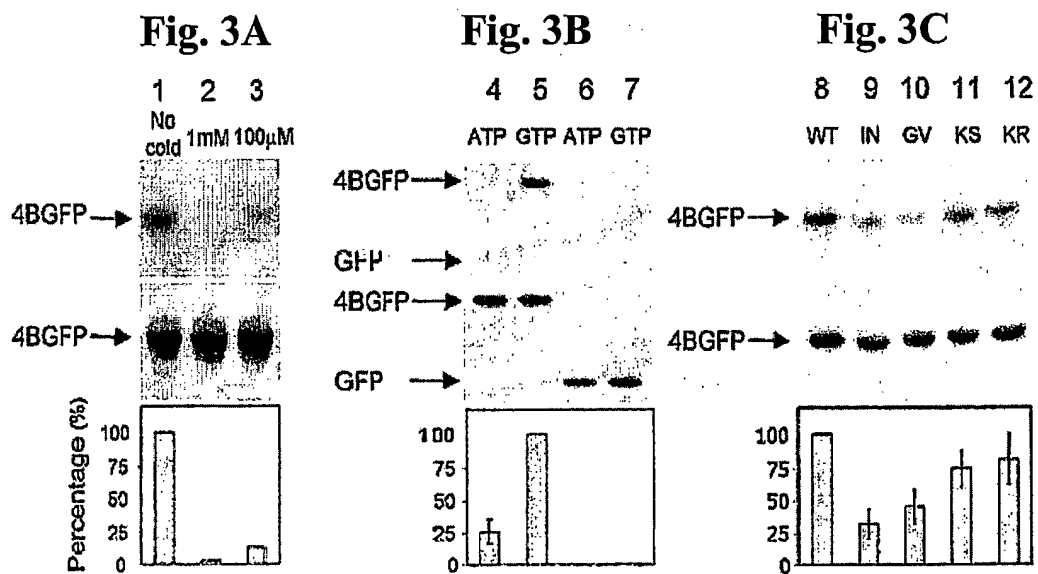 Fig. 3A
Fig. 3B
Fig. 3C
1 2 3
No cold 1mM 100µM
4 5 6 7
ATP GTP ATP GTP
8 9 10 11 12
WT IN GV KS KR
4BGFP
4BGFP
4BGFP
GFP
4BGFP
GFP
4BGFP
4BGFP
Percentage (%)
100
75
50
25
0
100
75
50
25
0
100
75
50
25
0